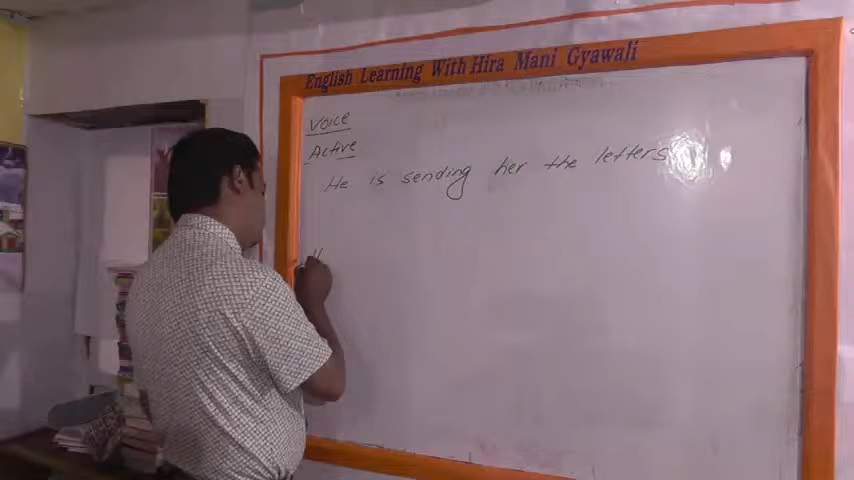 English Learning With Hira Mani Gyawali
Voice
Active
He is sending her the letters